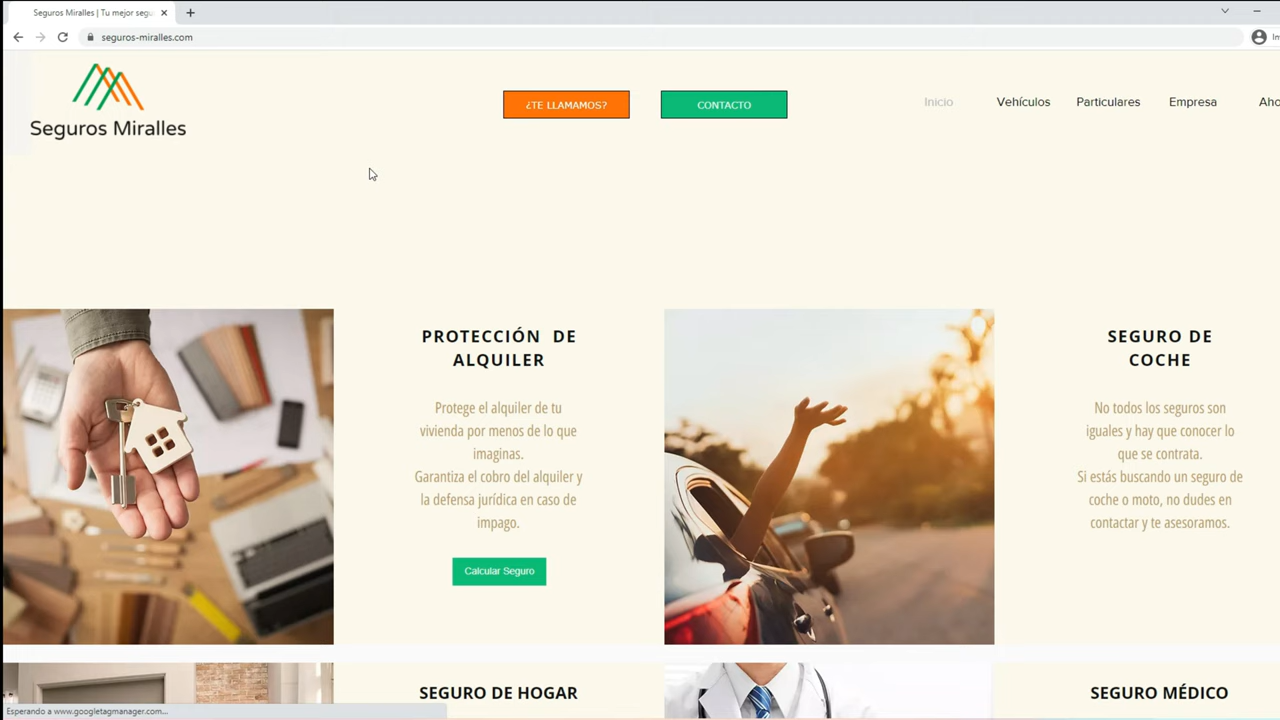 Seguros Miralles | Tu mejor segu
seguros-miralles.com
Seguros Miralles
¿TE LLAMAMOS?
CONTACTO
Inicio
Vehículos
Particulares
Empresa
Aho
In
PROTECCIÓN DE
ALQUILER
Protege el alquiler de tu
vivienda por menos de lo que
imaginas.
Garantiza el cobro del alquiler y
la defensa jurídica en caso de
impago.
Calcular Seguro
SEGURO DE
COCHE
No todos los seguros son
iguales y hay que conocer lo
que se contrata.
Si estás buscando un seguro de
coche o moto, no dudes en
contactar y te asesoramos.
SEGURO DE HOGAR
SEGURO MÉDICO
Esperando a www.googletagmanager.com...